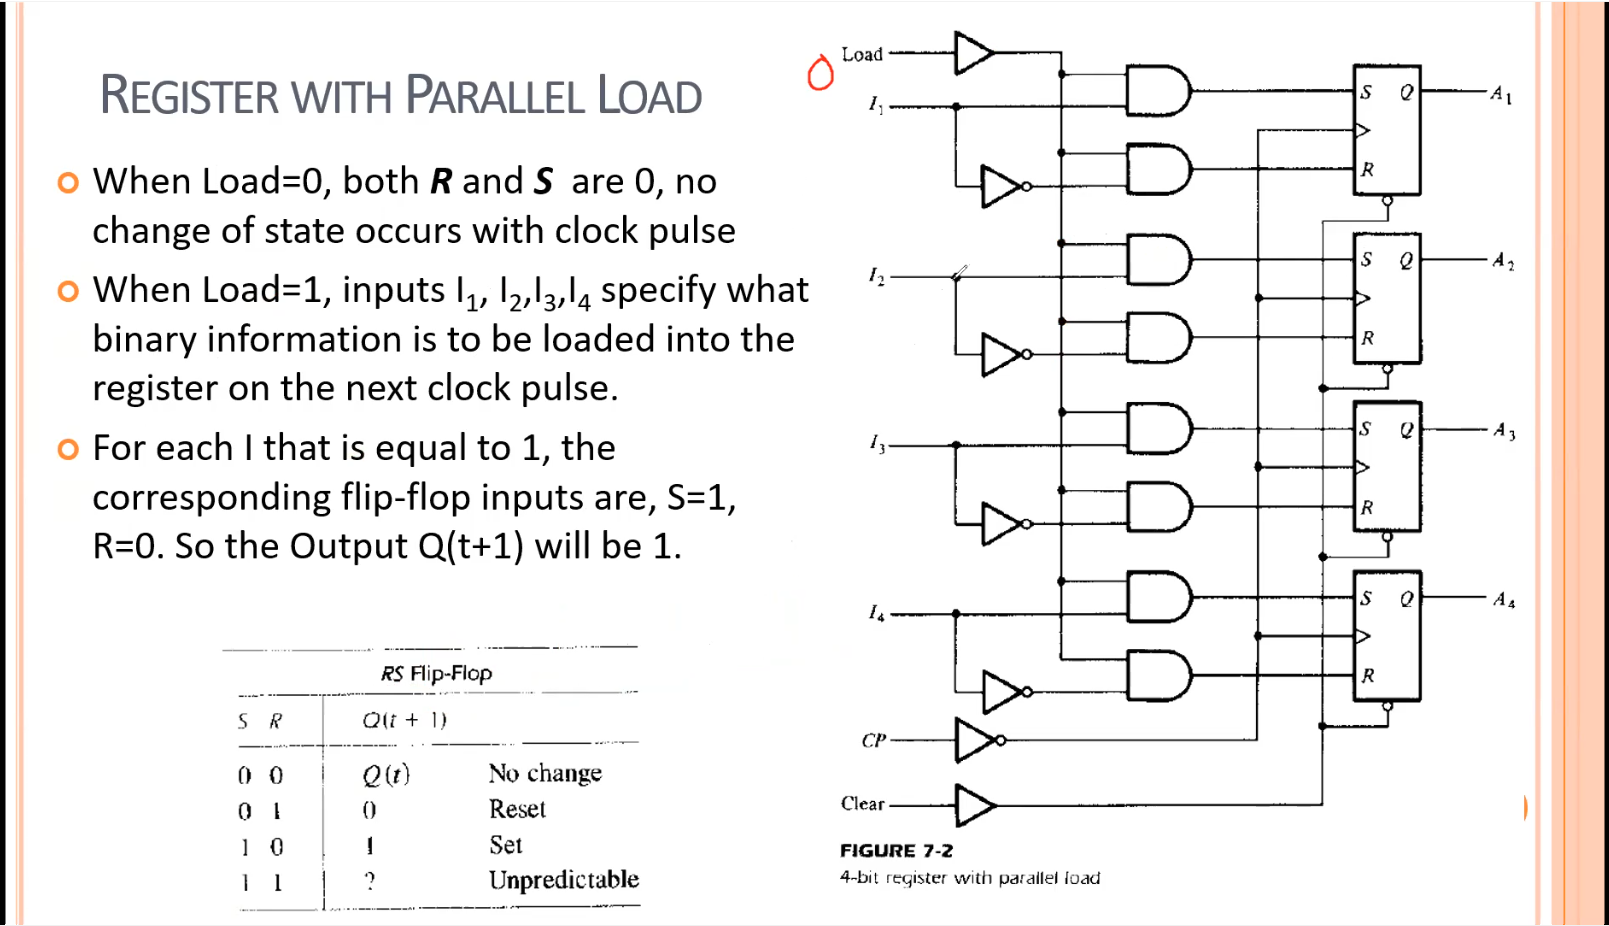 REGISTER WITH PARALLEL LOAD
When Load=0, both R and S are 0, no
change of state occurs with clock pulse
When Load=1, inputs I₁, I₂,I₃,I₄ specify what
binary information is to be loaded into the
register on the next clock pulse.
For each I that is equal to 1, the
corresponding flip-flop inputs are, S=1,
R=0. So the Output Q(t+1) will be 1.
RS Flip-Flop
S R Q(t + 1)
0 0 Q(t) No change
0 1 0 Reset
1 0 1 Set
1 1 ? Unpredictable
0
Load
I₁
S Q A₁
R
I₂
S Q A₂
R
I₃
S Q A₃
R
I₄
S Q A₄
R
CP
Clear
FIGURE 7-2
4-bit register with parallel load